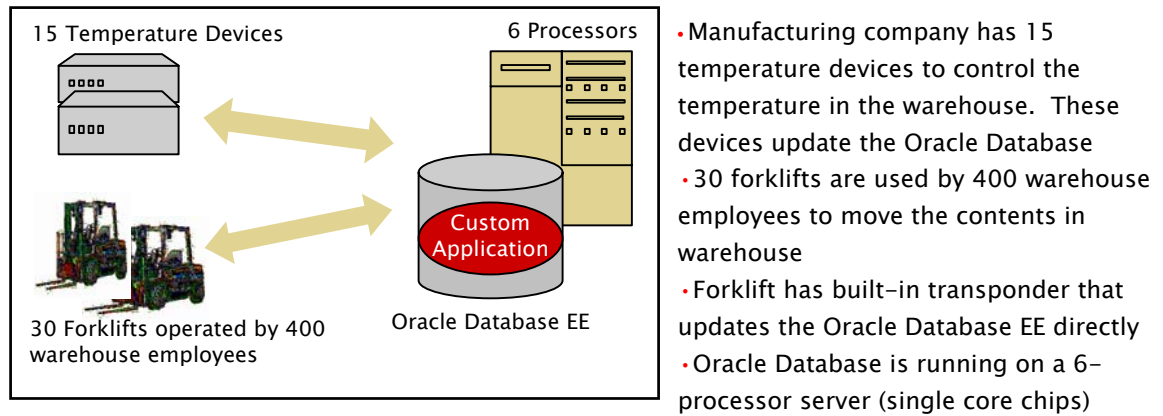 15 Temperature Devices
6 Processors
Custom
Application
30 Forklifts operated by 400
warehouse employees
Oracle Database EE
•Manufacturing company has 15
temperature devices to control the
temperature in the warehouse.  These
devices update the Oracle Database
•30 forklifts are used by 400 warehouse
employees to move the contents in
warehouse
•Forklift has built-in transponder that
updates the Oracle Database EE directly
•Oracle Database is running on a 6-
processor server (single core chips)